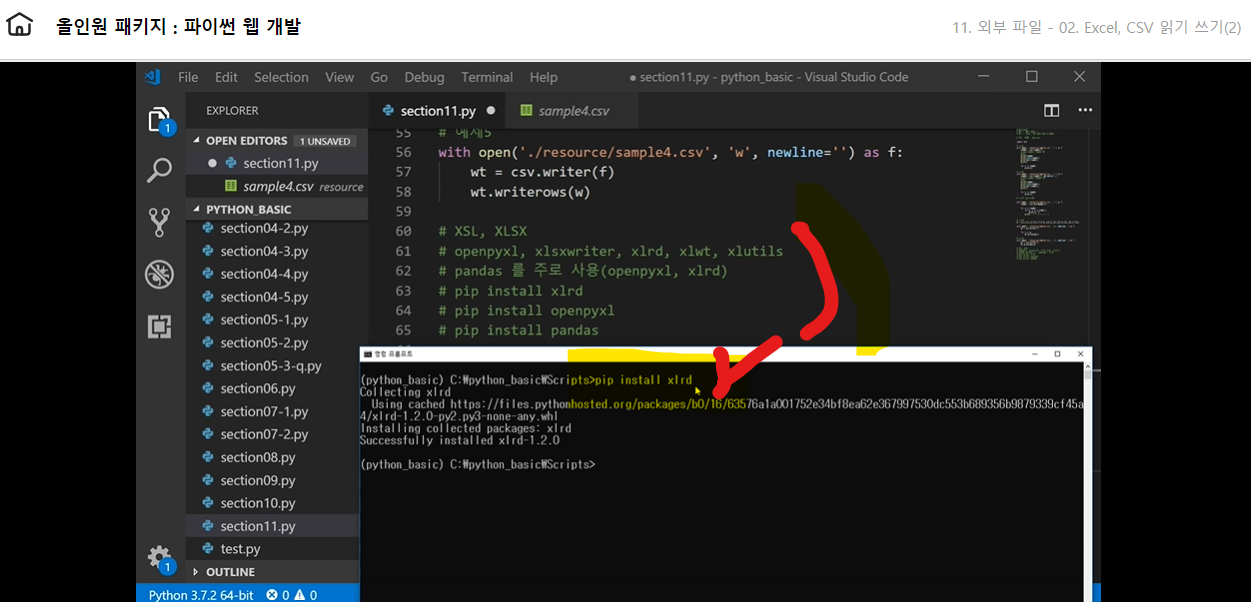 올인원 패키지 : 파이썬 웹 개발
11. 외부 파일 - 02. Excel, CSV 읽기 쓰기(2)
File Edit Selection View Go Debug Terminal Help
● section11.py - python_basic - Visual Studio Code
EXPLORER
OPEN EDITORS 1 UNSAVED
● section11.py
sample4.csv resource
PYTHON_BASIC
section04-2.py
section04-3.py
section04-4.py
section04-5.py
section05-1.py
section05-2.py
section05-3-q.py
section06.py
section07-1.py
section07-2.py
section08.py
section09.py
section10.py
section11.py
test.py
OUTLINE
section11.py ●
sample4.csv
55 # 예제5
56 with open('./resource/sample4.csv', 'w', newline='') as f:
57 wt = csv.writer(f)
58 wt.writerows(w)
59
60 # XSL, XLSX
61 # openpyxl, xlsxwriter, xlrd, xlwt, xlutils
62 # pandas 를 주로 사용(openpyxl, xlrd)
63 # pip install xlrd
64 # pip install openpyxl
65 # pip install pandas
명령 프롬프트
(python_basic) C:₩python_basic₩Scripts>pip install xlrd
Collecting xlrd
Using cached https://files.pythonhosted.org/packages/b0/16/63576a1a001752e34bf8ea62e367997530dc553b689356b9879339cf45a
4/xlrd-1.2.0-py2.py3-none-any.whl
Installing collected packages: xlrd
Successfully installed xlrd-1.2.0
(python_basic) C:₩python_basic₩Scripts>
1
1
Python 3.7.2 64-bit 0 0